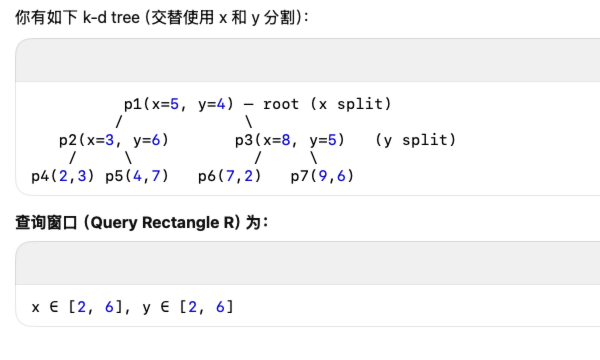 你有如下 k-d tree（交替使用 x 和 y 分割）：
p1(x=5, y=4) — root (x split)
/ \
p2(x=3, y=6) p3(x=8, y=5) (y split)
/ \ / \
p4(2,3) p5(4,7) p6(7,2) p7(9,6)
查询窗口（Query Rectangle R）为：
x ∈ [2, 6], y ∈ [2, 6]